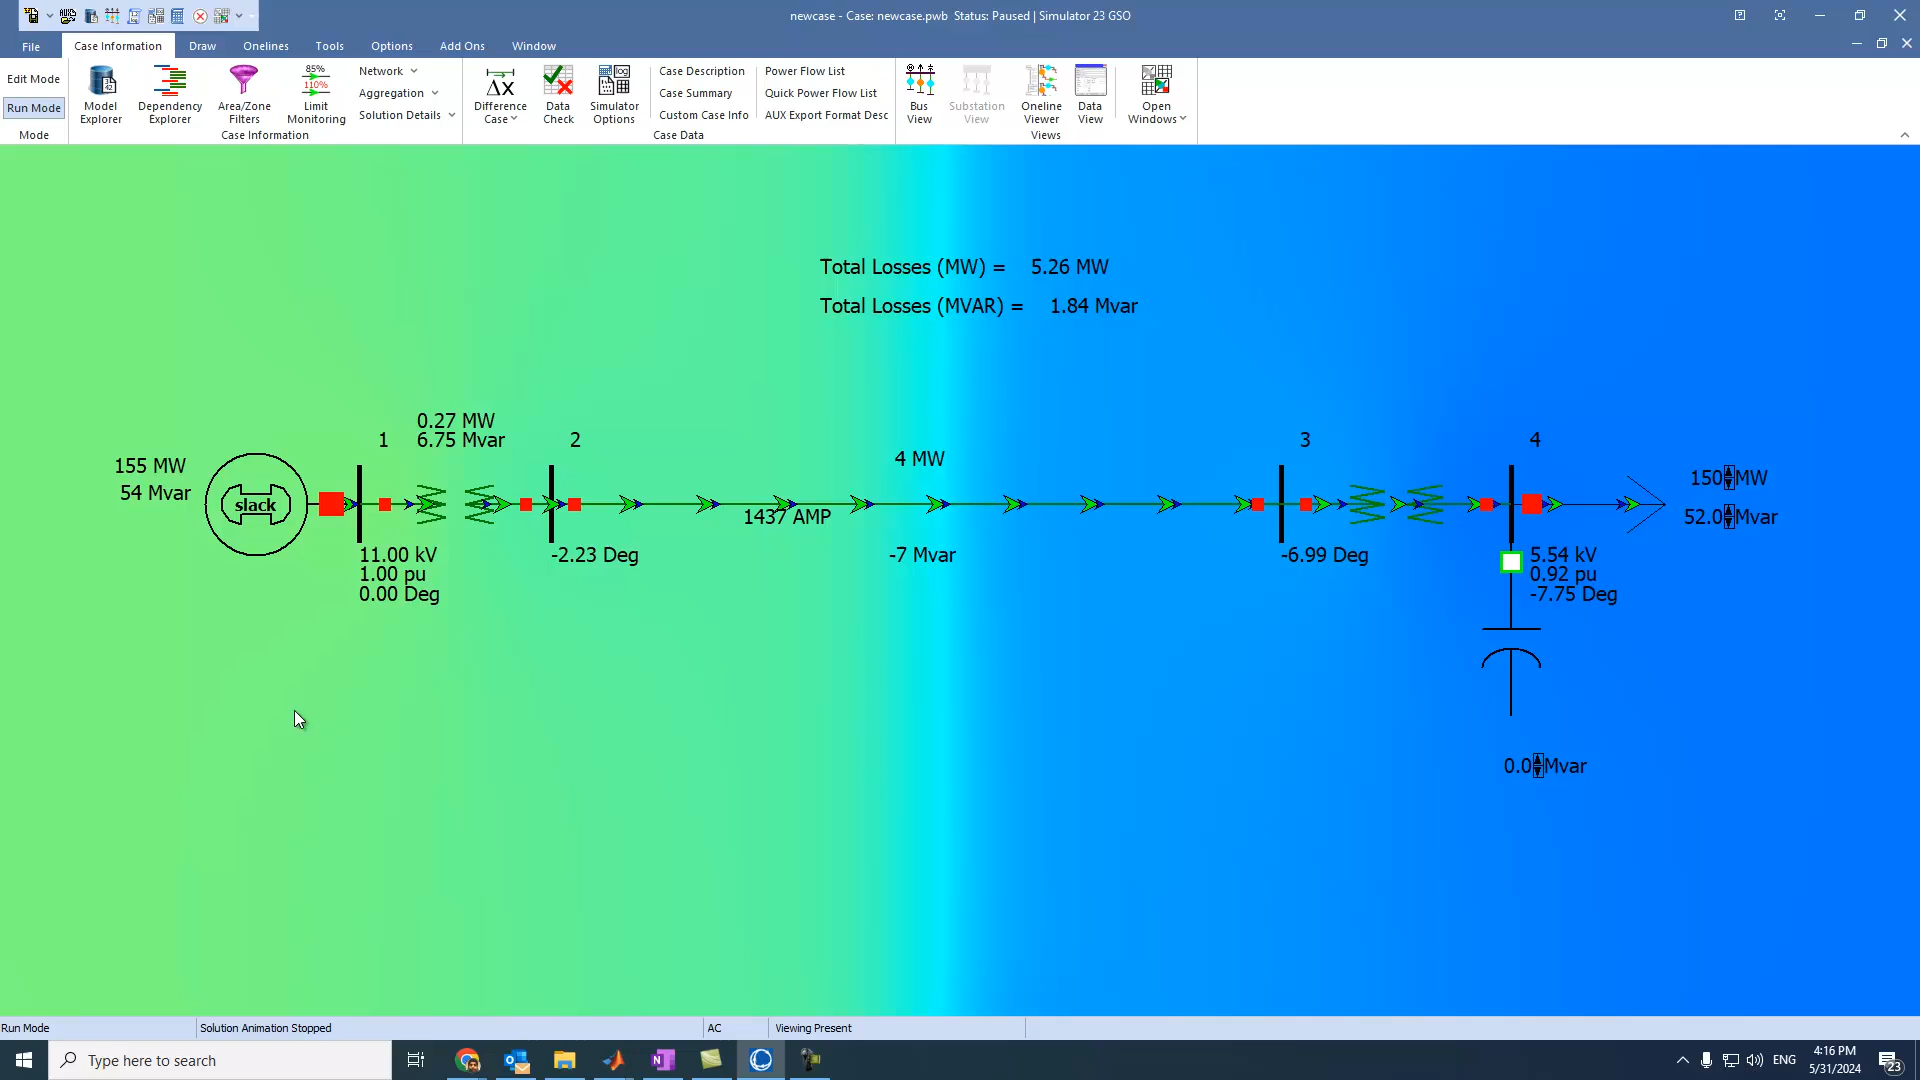 newcase - Case: newcase.pwb Status: Paused | Simulator 23 GSO
File Case Information Draw Onelines Tools Options Add Ons Window
Edit Mode
Run Mode
Mode
Model Explorer
Dependency Explorer
Area/Zone Filters
85%
110%
Limit Monitoring
Network
Aggregation
Solution Details
Case Information
Difference Case
Data Check
Simulator Options
Case Description
Case Summary
Custom Case Info
Power Flow List
Quick Power Flow List
AUX Export Format Desc
Case Data
Bus View
Substation View
Oneline Viewer
Data View
Open Windows
Views
Total Losses (MW) = 5.26 MW
Total Losses (MVAR) = 1.84 Mvar
155 MW
54 Mvar
slack
1
0.27 MW
6.75 Mvar
11.00 kV
1.00 pu
0.00 Deg
2
-2.23 Deg
4 MW
1437 AMP
-7 Mvar
3
-6.99 Deg
4
5.54 kV
0.92 pu
-7.75 Deg
150 MW
52.0 Mvar
0.0 Mvar
Run Mode Solution Animation Stopped AC Viewing Present
Type here to search
ENG
4:16 PM
5/31/2024
23